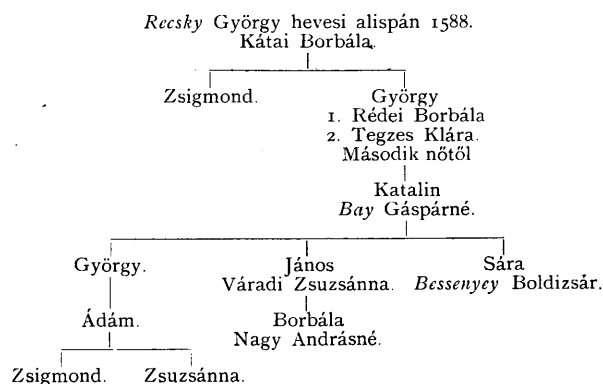 Recsky György hevesi alispán 1588.
Kátai Borbála.
Zsigmond. György
1. Rédei Borbála
2. Tegzes Klára.
Második nőtől
Katalin
Bay Gáspárné.
György. János Sára
Váradi Zsuzsánna. Bessenyey Boldizsár.
Ádám. Borbála
Nagy Andrásné.
Zsigmond. Zsuzsánna.